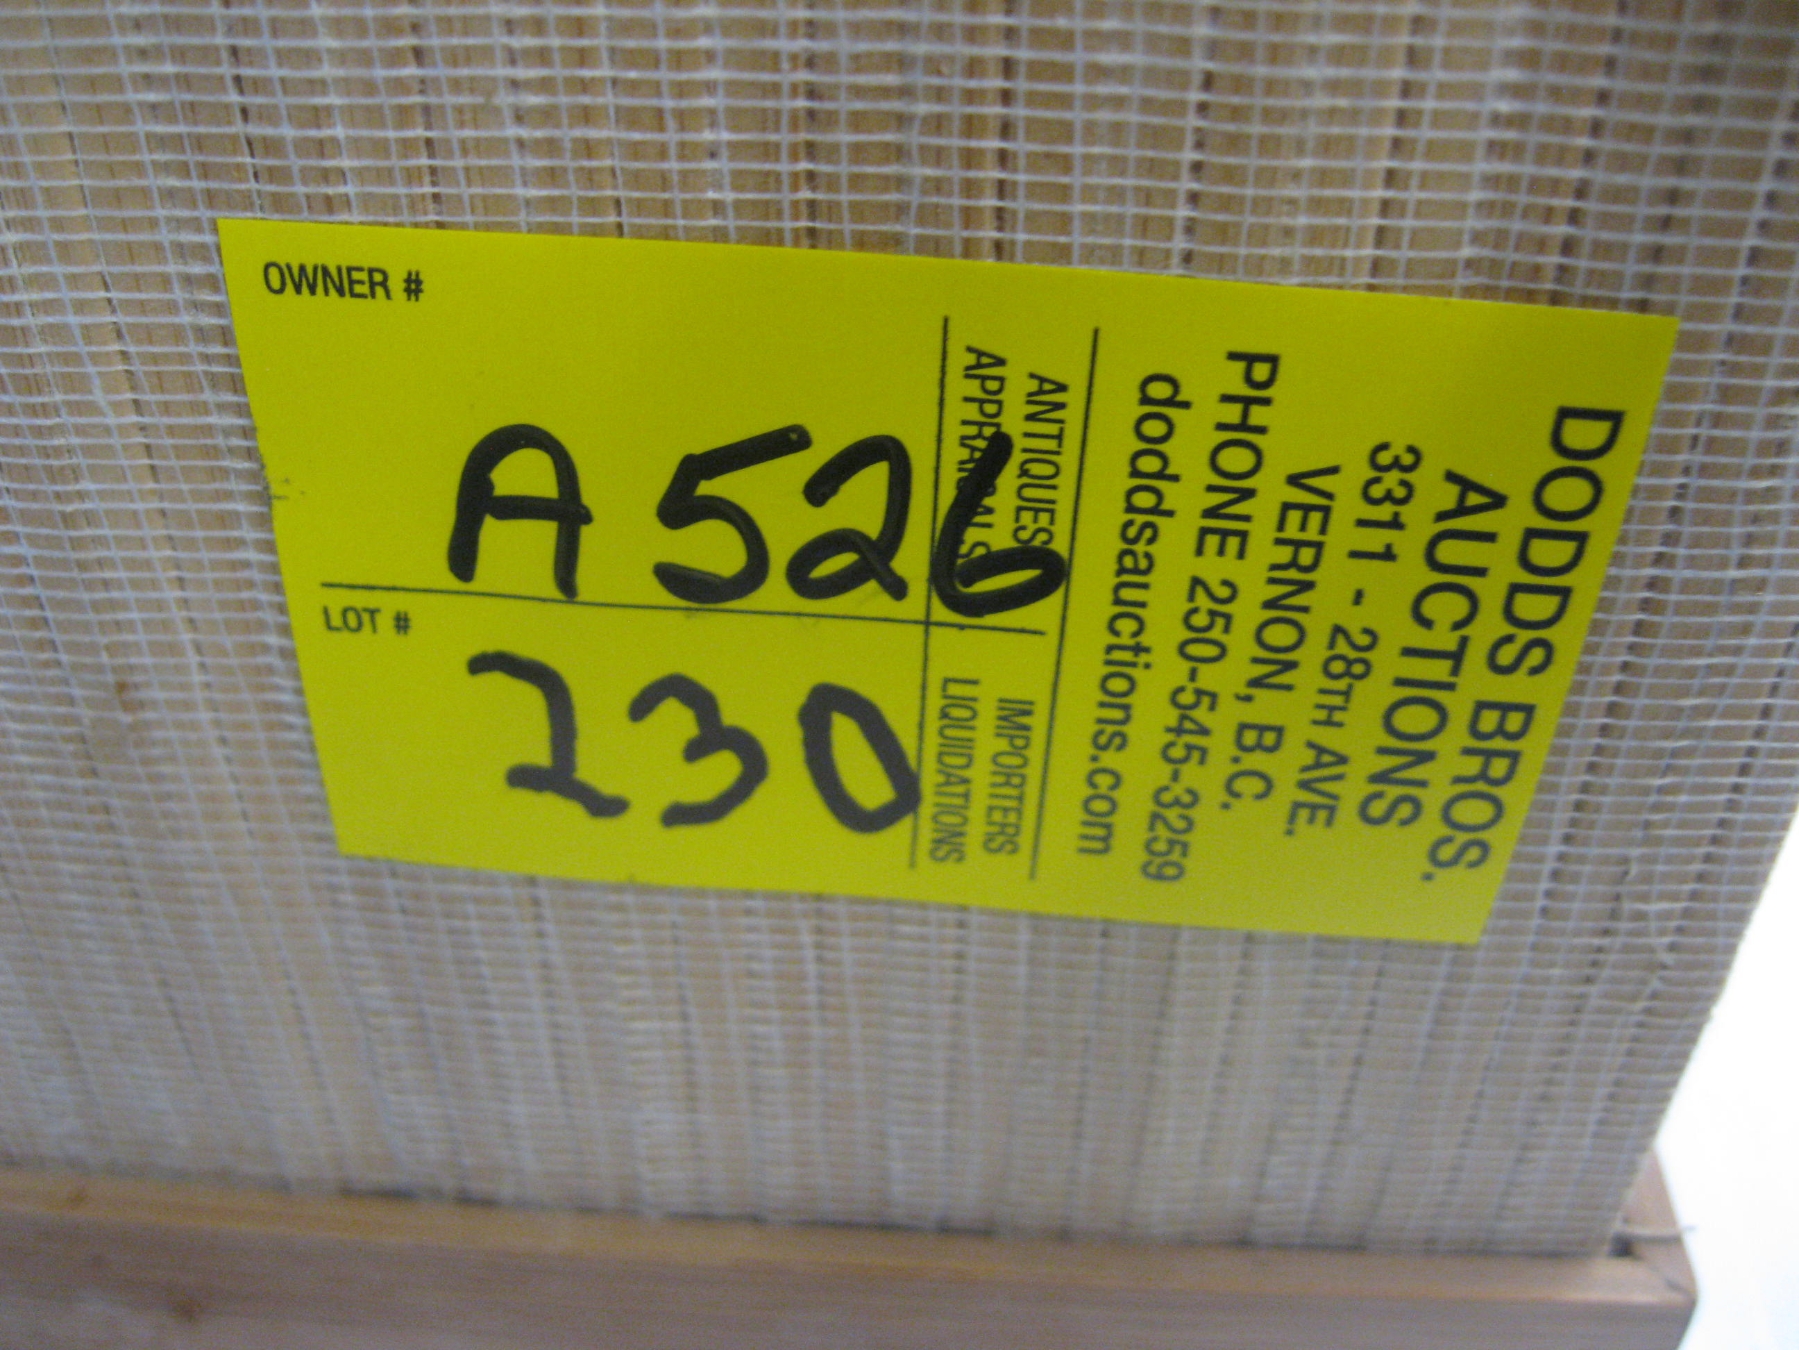 DODDS BROS.
AUCTIONS
3311 - 28TH AVE.
VERNON, B.C.
PHONE 250-545-3259
doddsauctions.com
ANTIQUES IMPORTERS
APPRAISALS LIQUIDATIONS
OWNER #
A 526
LOT #
230